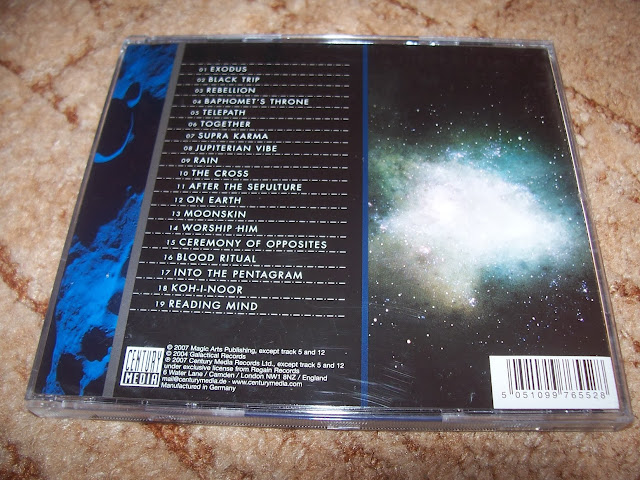 01 EXODUS
02 BLACK TRIP
03 REBELLION
04 BAPHOMET'S THRONE
05 TELEPATH
06 TOGETHER
07 SUPRA KARMA
08 JUPITERIAN VIBE
09 RAIN
10 THE CROSS
11 AFTER THE SEPULTURE
12 ON EARTH
13 MOONSKIN
14 WORSHIP HIM
15 CEREMONY OF OPPOSITES
16 BLOOD RITUAL
17 INTO THE PENTAGRAM
18 KOH-I-NOOR
19 READING MIND
CENTURY
MEDIA
© 2007 Magic Arts Publishing, except track 5 and 12
© 2004 Galactical Records
℗ 2007 Century Media Records Ltd., except track 5 and 12
under exclusive license from Regain Records
6 Water Lane / Camden / London NW1 8NZ / England
mail@centurymedia.de - www.centurymedia.com
Manufactured in Germany
5 051099 765528